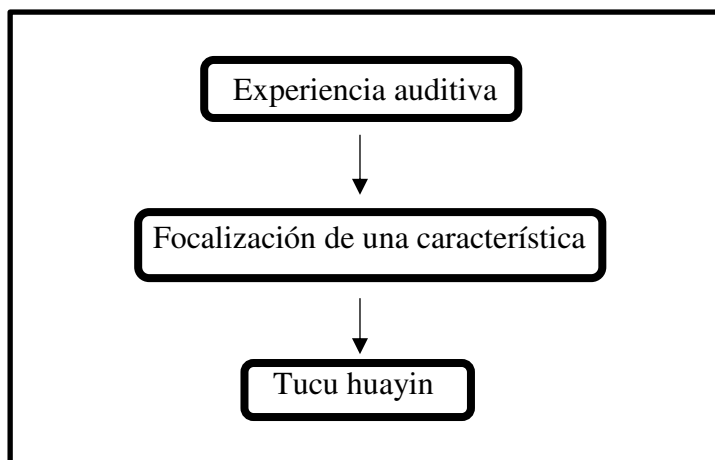 Experiencia auditiva
Focalización de una característica
Tucu huayin